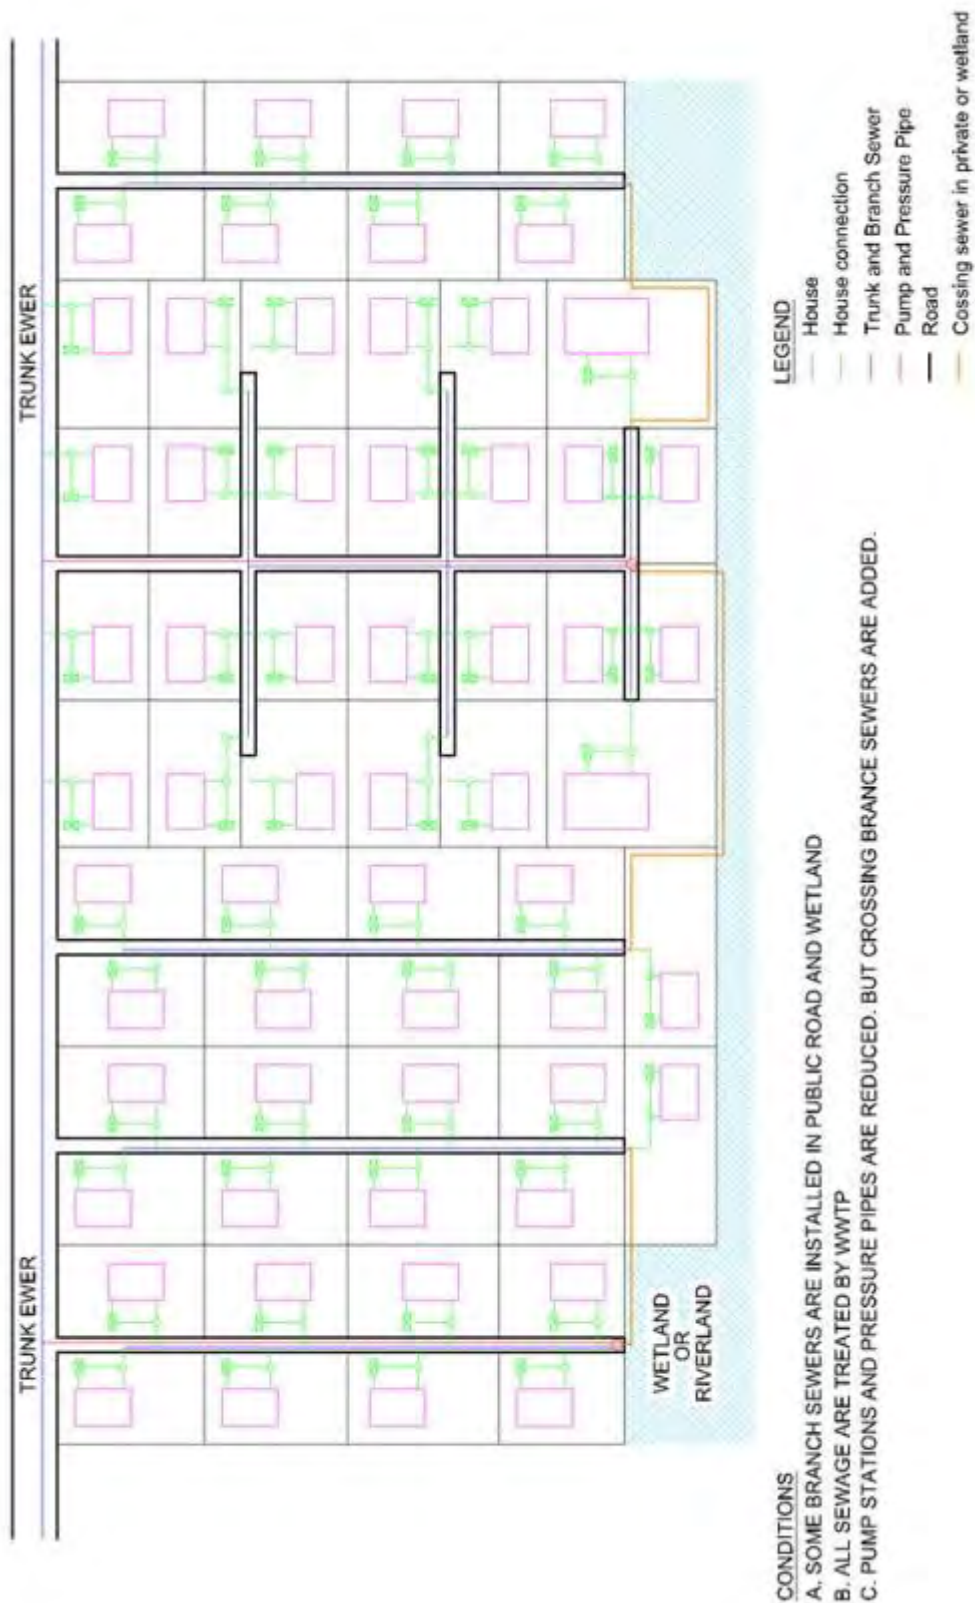 TRUNK EWER
TRUNK EWER
WETLAND
OR
RIVERLAND
CONDITIONS
A. SOME BRANCH SEWERS ARE INSTALLED IN PUBLIC ROAD AND WETLAND
B. ALL SEWAGE ARE TREATED BY WWTP
C. PUMP STATIONS AND PRESSURE PIPES ARE REDUCED. BUT CROSSING BRANCE SEWERS ARE ADDED.
LEGEND
House
House connection
Trunk and Branch Sewer
Pump and Pressure Pipe
Road
Cossing sewer in private or wetland